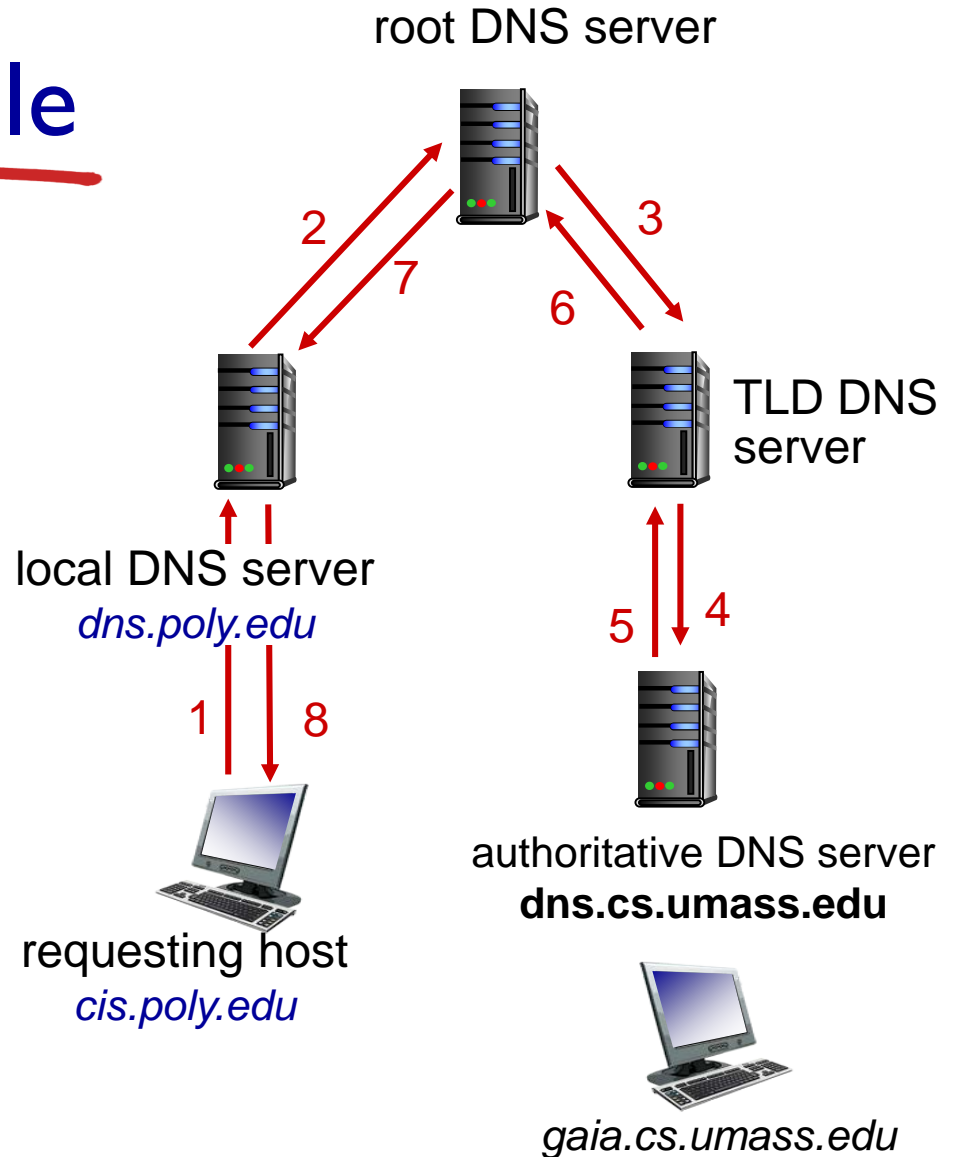 root DNS server
le
2
3
7
6
TLD DNS
server
local DNS server
dns.poly.edu
5
4
1
8
authoritative DNS server
dns.cs.umass.edu
requesting host
cis.poly.edu
gaia.cs.umass.edu